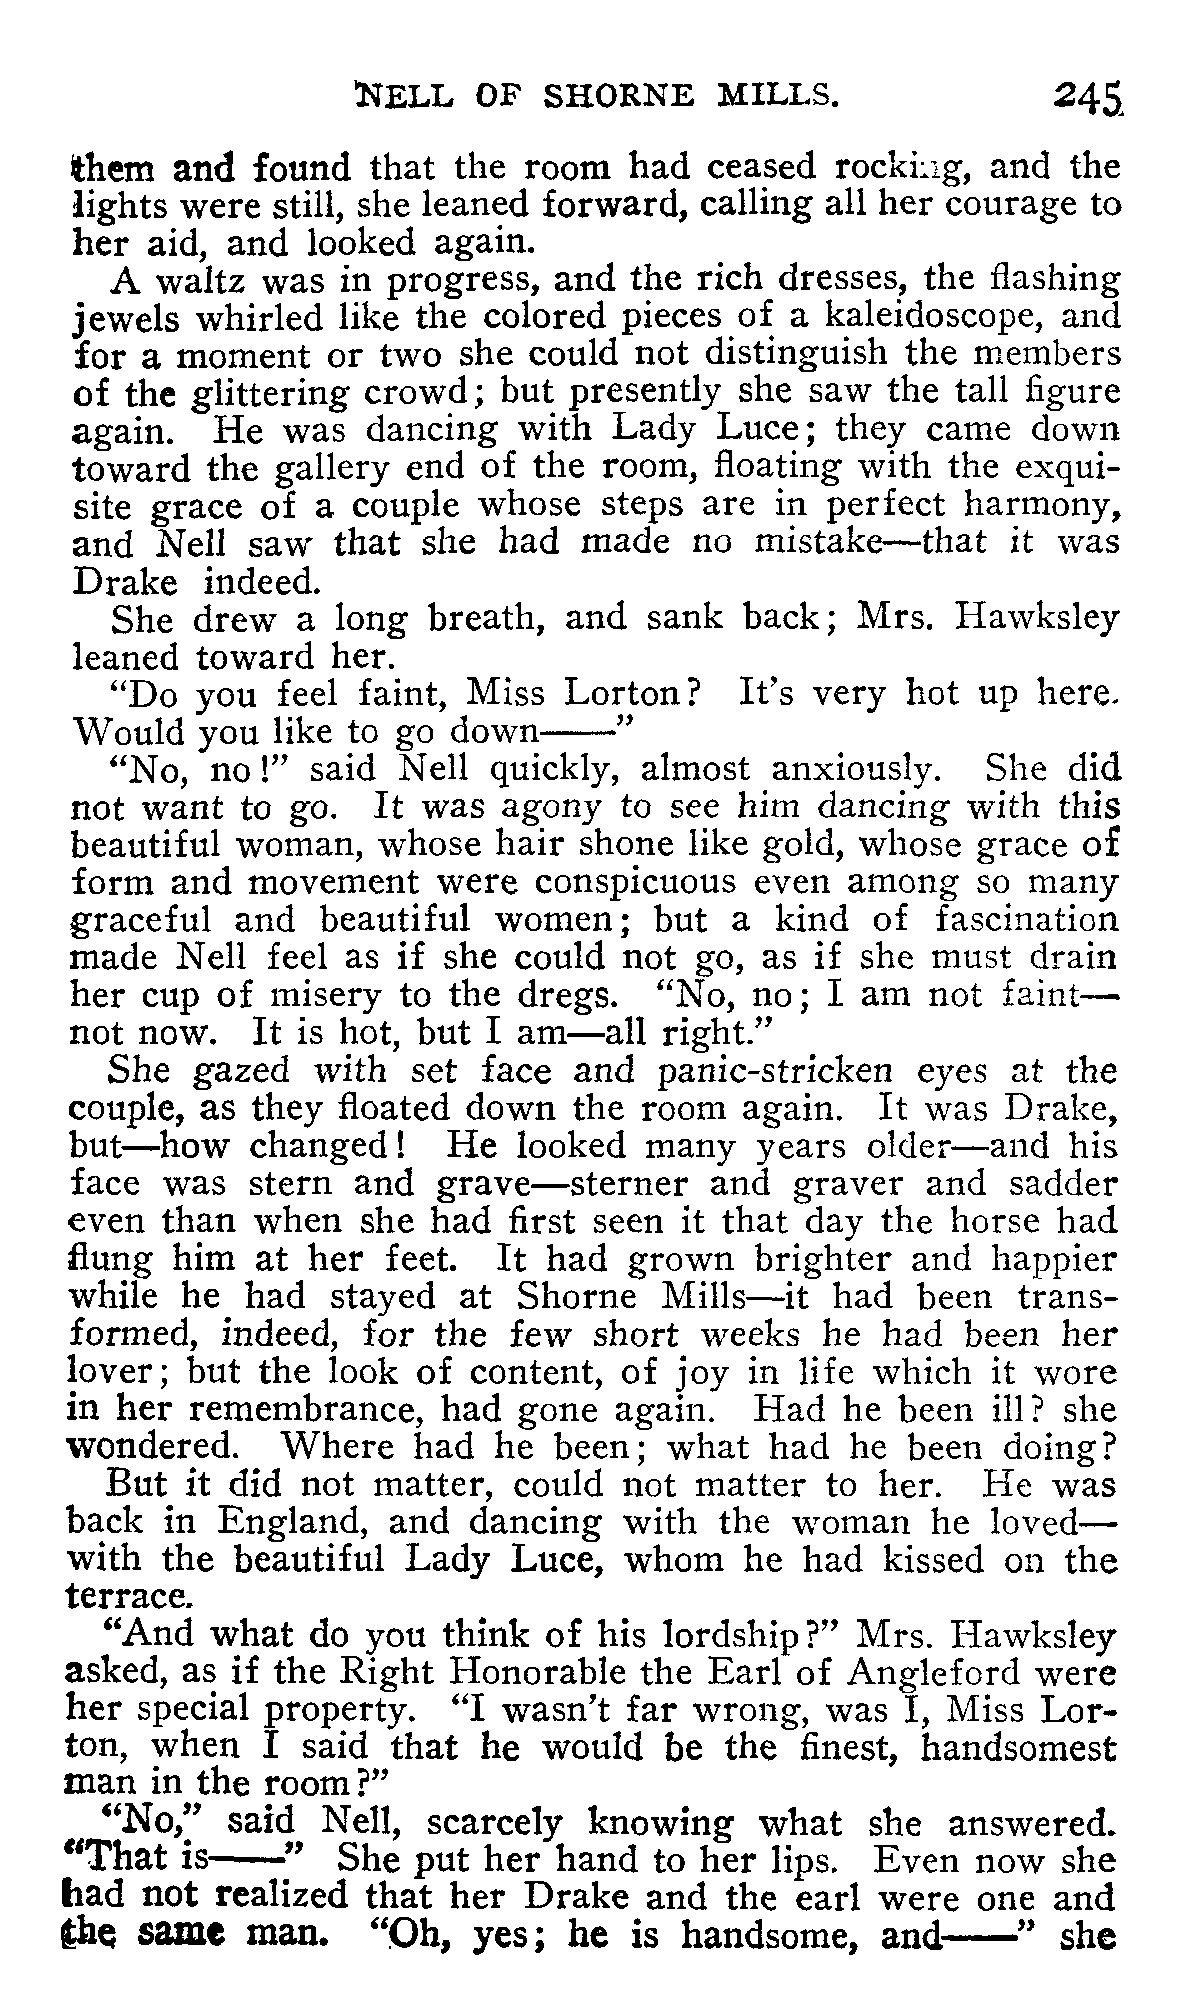 NELL OF SHORNE MILLS. 245
them and found that the room had ceased rocking, and the
lights were still, she leaned forward, calling all her courage to
her aid, and looked again.
A waltz was in progress, and the rich dresses, the flashing
jewels whirled like the colored pieces of a kaleidoscope, and
for a moment or two she could not distinguish the members
of the glittering crowd; but presently she saw the tall figure
again. He was dancing with Lady Luce; they came down
toward the gallery end of the room, floating with the exqui-
site grace of a couple whose steps are in perfect harmony,
and Nell saw that she had made no mistake—that it was
Drake indeed.
She drew a long breath, and sank back; Mrs. Hawksley
leaned toward her.
"Do you feel faint, Miss Lorton? It's very hot up here.
Would you like to go down——"
"No, no!" said Nell quickly, almost anxiously. She did
not want to go. It was agony to see him dancing with this
beautiful woman, whose hair shone like gold, whose grace of
form and movement were conspicuous even among so many
graceful and beautiful women; but a kind of fascination
made Nell feel as if she could not go, as if she must drain
her cup of misery to the dregs. "No, no; I am not faint—
not now. It is hot, but I am—all right."
She gazed with set face and panic-stricken eyes at the
couple, as they floated down the room again. It was Drake,
but—how changed! He looked many years older—and his
face was stern and grave—sterner and graver and sadder
even than when she had first seen it that day the horse had
flung him at her feet. It had grown brighter and happier
while he had stayed at Shorne Mills—it had been trans-
formed, indeed, for the few short weeks he had been her
lover; but the look of content, of joy in life which it wore
in her remembrance, had gone again. Had he been ill? she
wondered. Where had he been; what had he been doing?
But it did not matter, could not matter to her. He was
back in England, and dancing with the woman he loved—
with the beautiful Lady Luce, whom he had kissed on the
terrace.
"And what do you think of his lordship?" Mrs. Hawksley
asked, as if the Right Honorable the Earl of Angleford were
her special property. "I wasn't far wrong, was I, Miss Lor-
ton, when I said that he would be the finest, handsomest
man in the room?"
"No," said Nell, scarcely knowing what she answered.
"That is——" She put her hand to her lips. Even now she
had not realized that her Drake and the earl were one and
the same man. "Oh, yes; he is handsome, and——" she